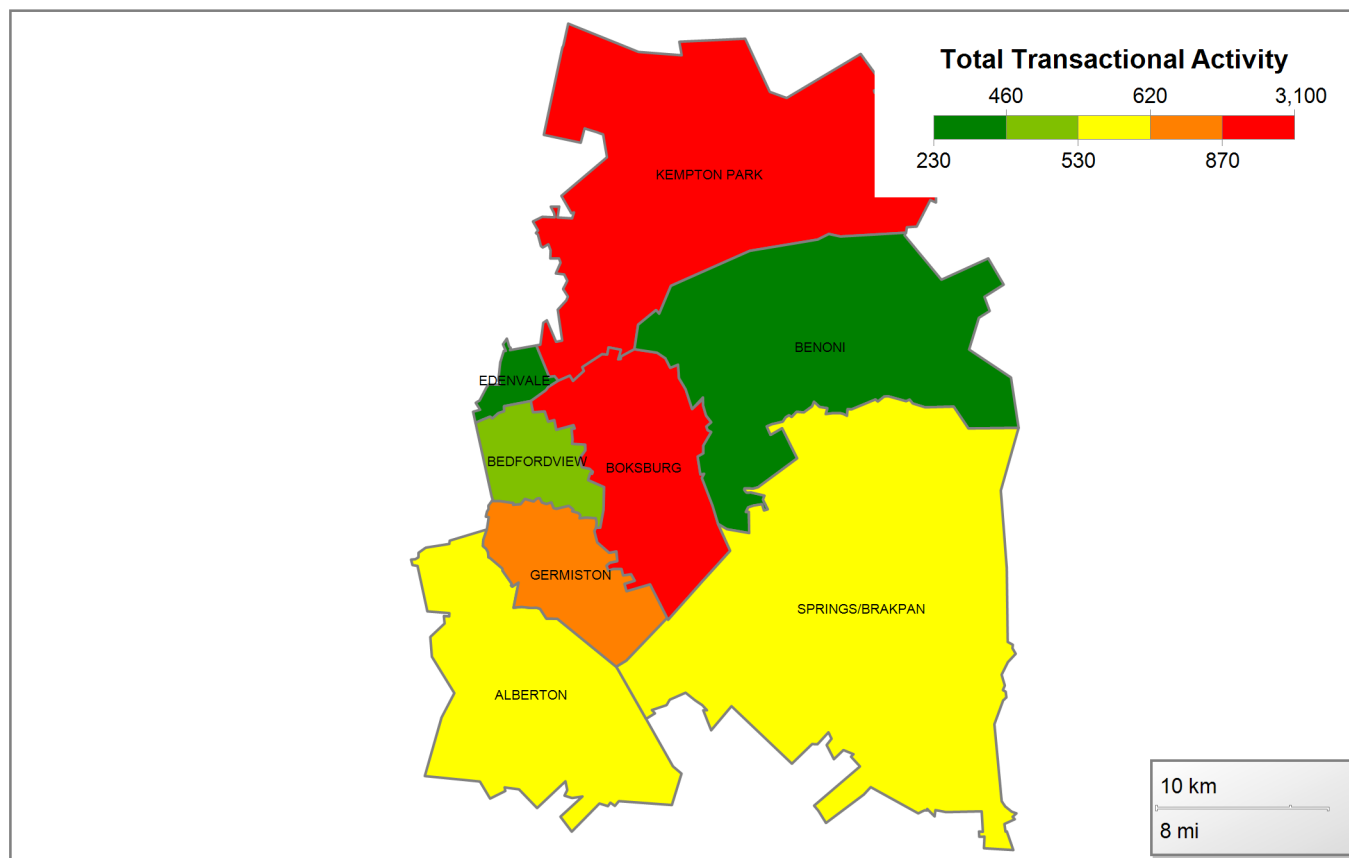 Total Transactional Activity
460 620 3,100
230 530 870
KEMPTON PARK
BENONI
EDENVALE
BEDFORDVIEW
BOKSBURG
GERMISTON
SPRINGS/BRAKPAN
ALBERTON
10 km
8 mi